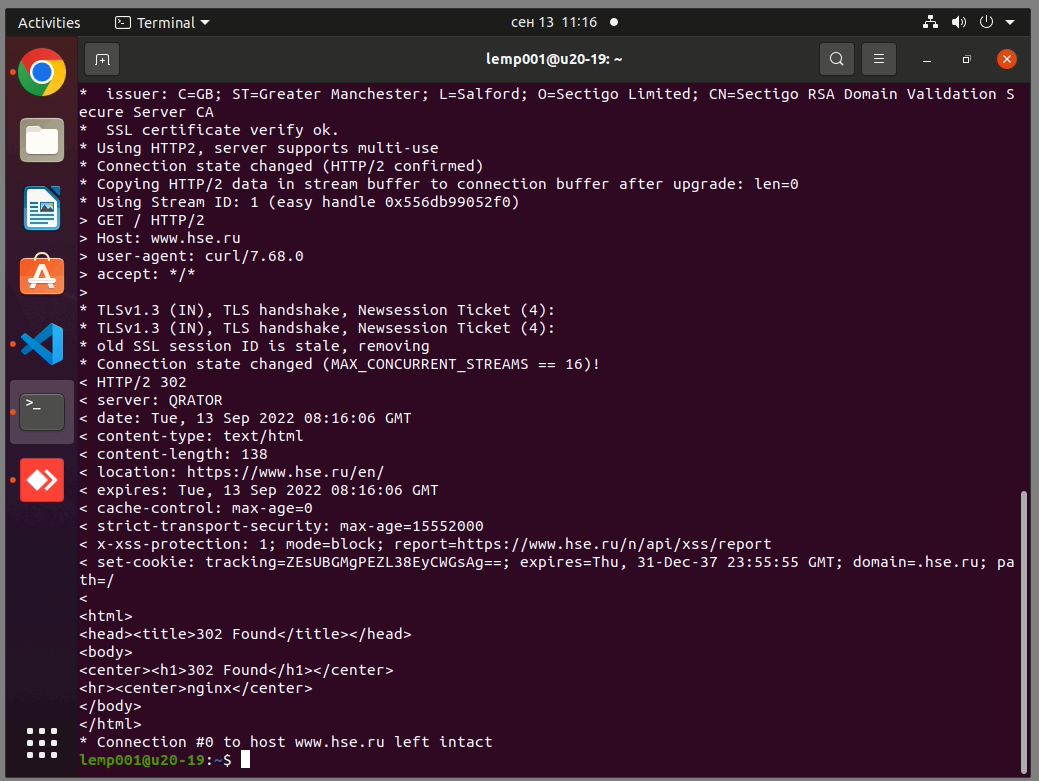 Activities
Terminal
сен 13 11:16
lemp001@u20-19: ~
* issuer: C=GB; ST=Greater Manchester; L=Salford; O=Sectigo Limited; CN=Sectigo RSA Domain Validation S
ecure Server CA
* SSL certificate verify ok.
* Using HTTP2, server supports multi-use
* Connection state changed (HTTP/2 confirmed)
* Copying HTTP/2 data in stream buffer to connection buffer after upgrade: len=0
* Using Stream ID: 1 (easy handle 0x556db99052f0)
> GET / HTTP/2
> Host: www.hse.ru
> user-agent: curl/7.68.0
> accept: */*
>
* TLSv1.3 (IN), TLS handshake, Newsession Ticket (4):
* TLSv1.3 (IN), TLS handshake, Newsession Ticket (4):
* old SSL session ID is stale, removing
* Connection state changed (MAX_CONCURRENT_STREAMS == 16)!
< HTTP/2 302
< server: QRATOR
< date: Tue, 13 Sep 2022 08:16:06 GMT
< content-type: text/html
< content-length: 138
< location: https://www.hse.ru/en/
< expires: Tue, 13 Sep 2022 08:16:06 GMT
< cache-control: max-age=0
< strict-transport-security: max-age=15552000
< x-xss-protection: 1; mode=block; report=https://www.hse.ru/n/api/xss/report
< set-cookie: tracking=ZEsUBGMgPEZL38EyCWGsAg==; expires=Thu, 31-Dec-37 23:55:55 GMT; domain=.hse.ru; pa
th=/
<
<html>
<head><title>302 Found</title></head>
<body>
<center><h1>302 Found</h1></center>
<hr><center>nginx</center>
</body>
</html>
* Connection #0 to host www.hse.ru left intact
lemp001@u20-19:~$